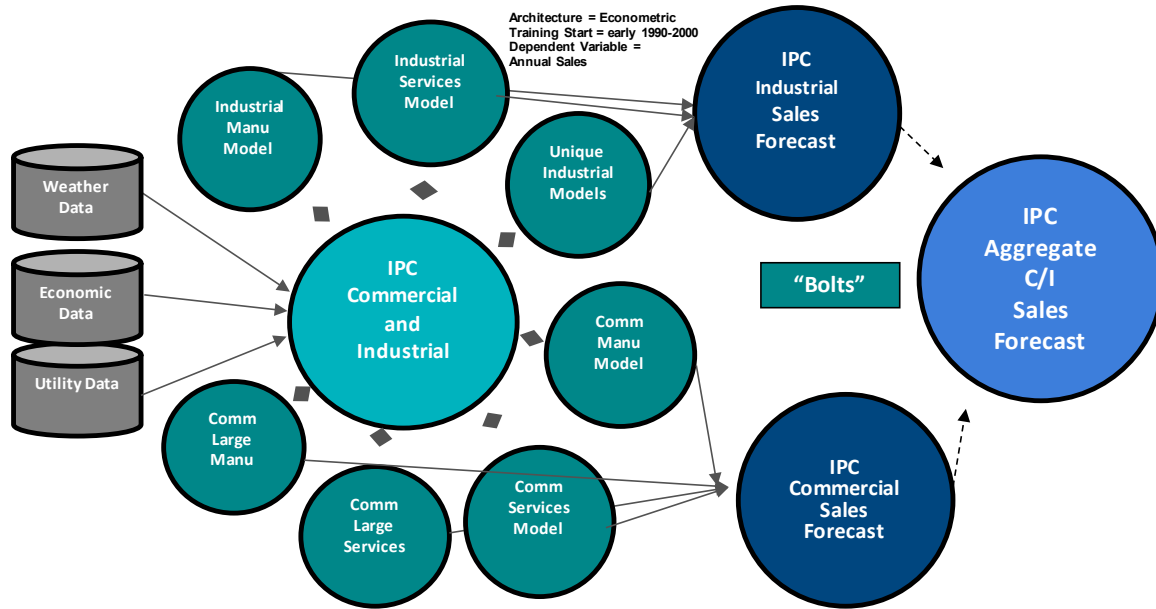 Architecture = Econometric
Training Start = early 1990-2000
Dependent Variable =
Annual Sales
Industrial
Services
Model
IPC
Industrial
Sales
Forecast
Industrial
Manu
Model
Unique
Industrial
Models
Weather
Data
Economic
Data
Utility Data
IPC
Commercial
and
Industrial
"Bolts"
IPC
Aggregate
C/I
Sales
Forecast
Comm
Manu
Model
Comm
Large
Manu
Comm
Large
Services
Comm
Services
Model
IPC
Commercial
Sales
Forecast